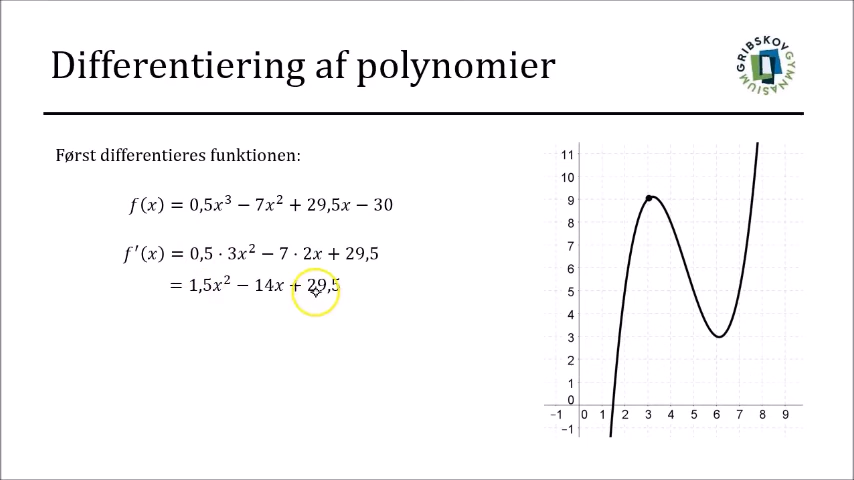 Differentiering af polynomier
GRIBSKOV GYMNASIUM
Først differentieres funktionen:
f(x) = 0,5x³ − 7x² + 29,5x − 30
f′(x) = 0,5 · 3x² − 7 · 2x + 29,5
= 1,5x² − 14x + 29,5
11
10
9
8
7
6
5
4
3
2
1
0
−1 0 1 2 3 4 5 6 7 8 9
−1